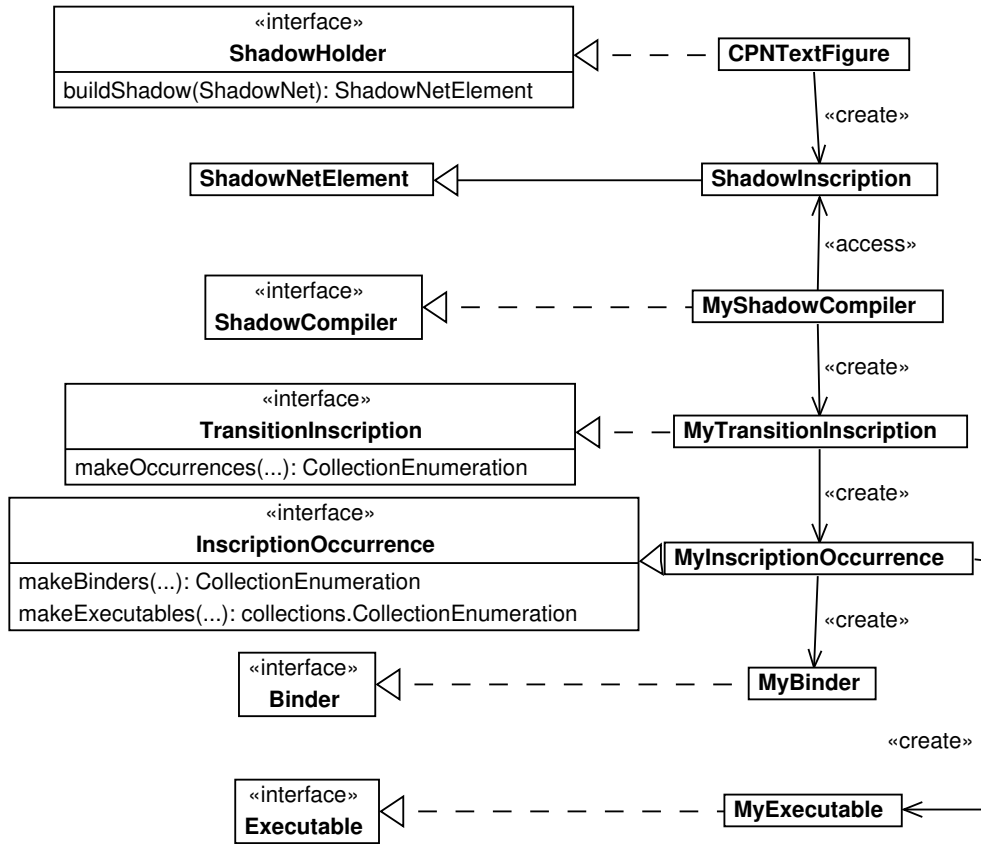 «interface»
ShadowHolder
buildShadow(ShadowNet): ShadowNetElement
CPNTextFigure
«create»
ShadowNetElement
ShadowInscription
«access»
«interface»
ShadowCompiler
MyShadowCompiler
«create»
«interface»
TransitionInscription
makeOccurrences(...): CollectionEnumeration
MyTransitionInscription
«create»
«interface»
InscriptionOccurrence
makeBinders(...): CollectionEnumeration
makeExecutables(...): collections.CollectionEnumeration
MyInscriptionOccurrence
«create»
«interface»
Binder
MyBinder
«create»
«interface»
Executable
MyExecutable